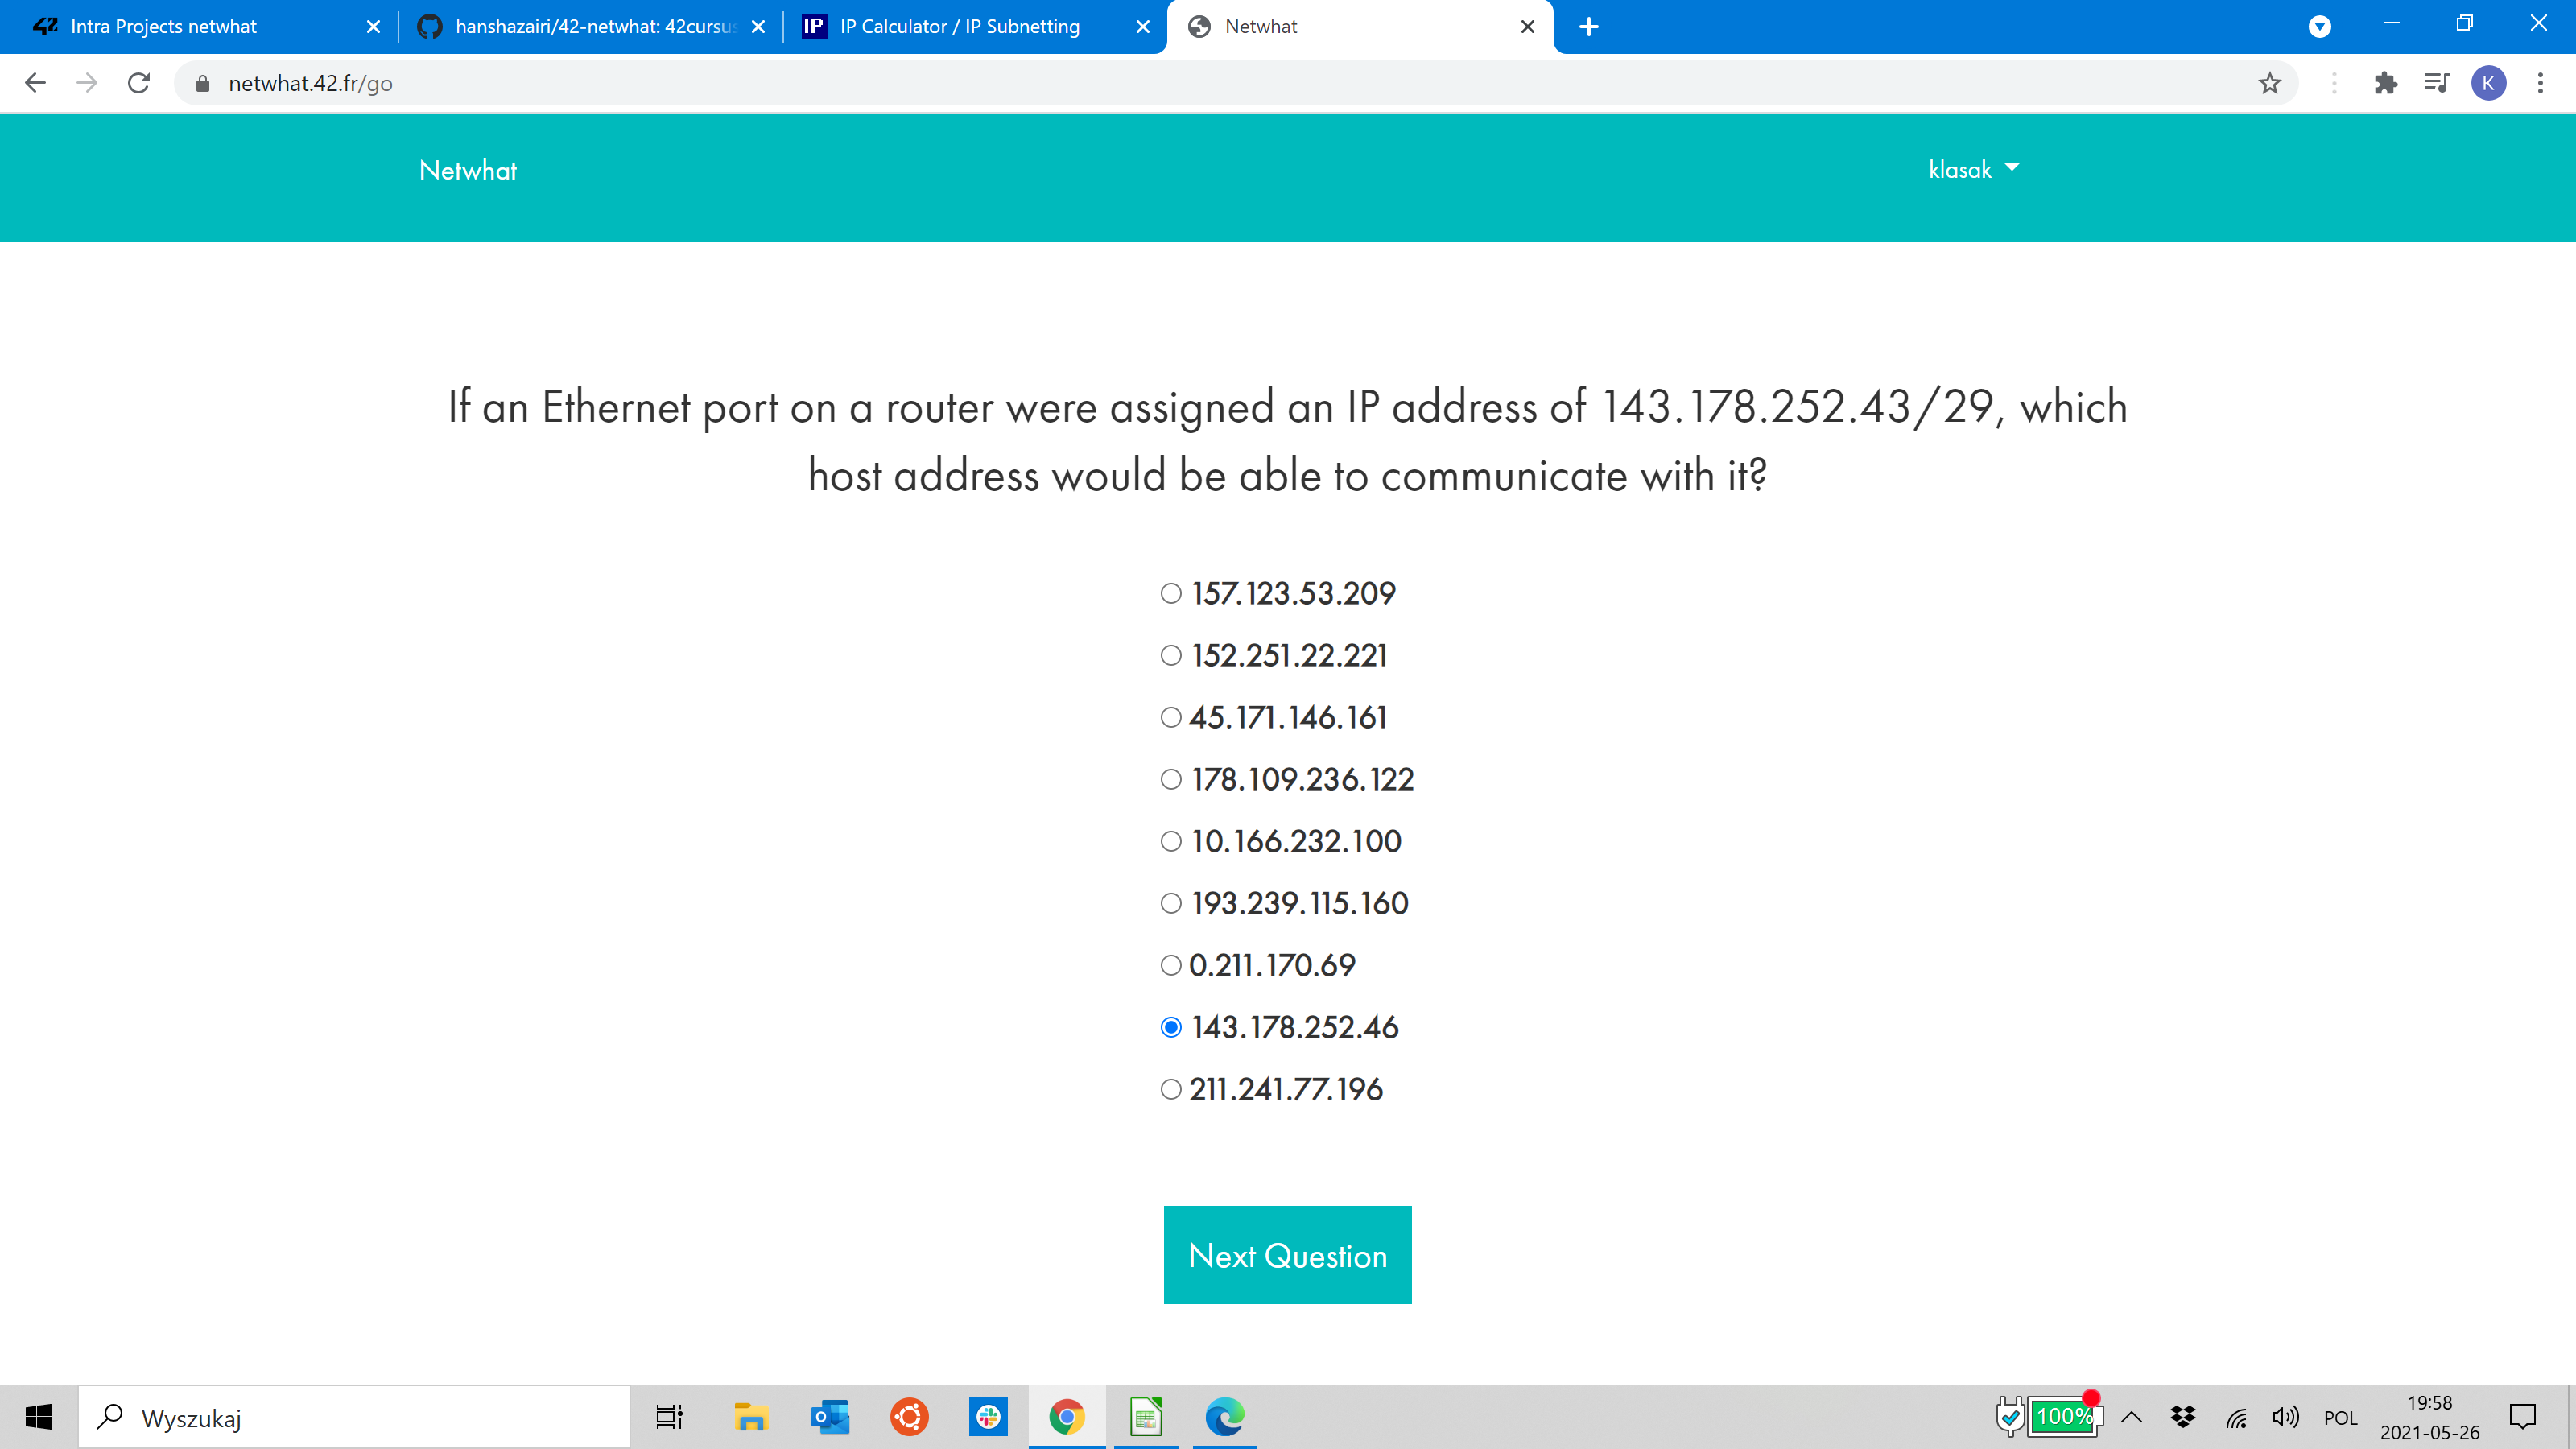 Intra Projects netwhat
hanshazairi/42-netwhat: 42cursus
IP
IP Calculator / IP Subnetting
Netwhat
netwhat.42.fr/go
K
Netwhat
klasak
If an Ethernet port on a router were assigned an IP address of 143.178.252.43/29, which
host address would be able to communicate with it?
157.123.53.209
152.251.22.221
45.171.146.161
178.109.236.122
10.166.232.100
193.239.115.160
0.211.170.69
143.178.252.46
211.241.77.196
Next Question
Wyszukaj
100%
POL
19:58
2021-05-26